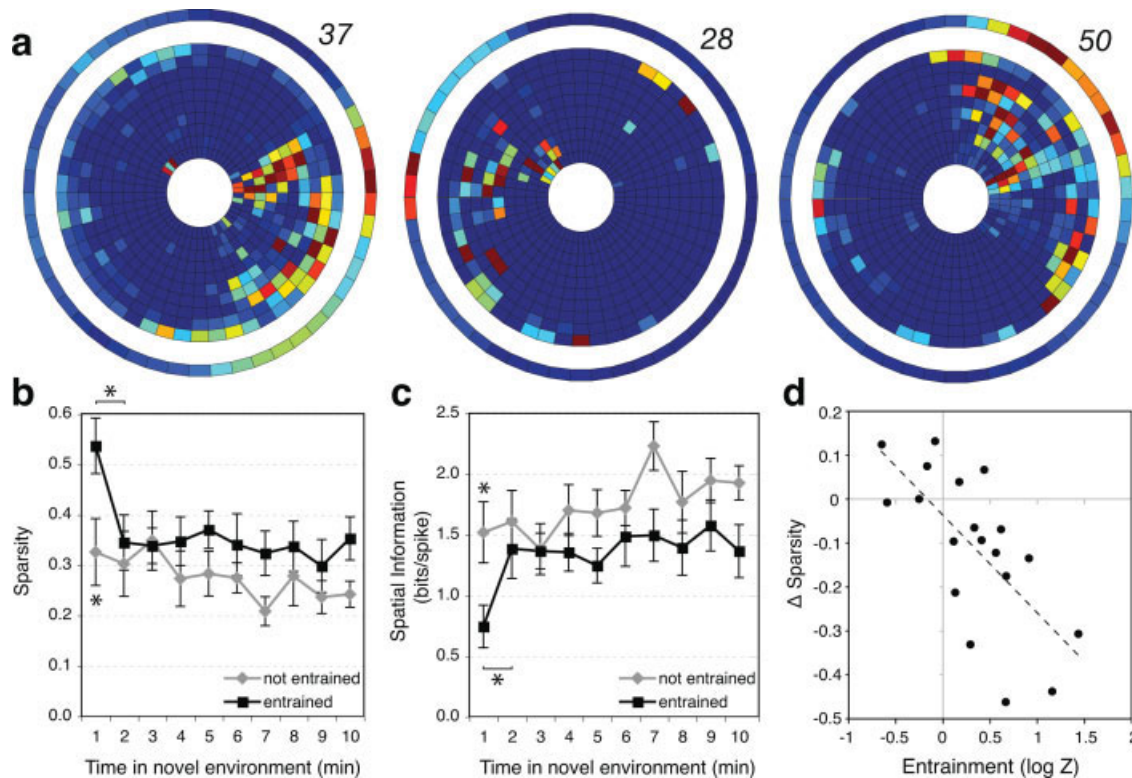 a
37
28
50
b
*
Sparsity
0.6
0.5
0.4
0.3
0.2
0.1
0.0
*
not entrained
entrained
1 2 3 4 5 6 7 8 9 10
Time in novel environment (min)
c
Spatial Information
(bits/spike)
2.5
2.0
1.5
1.0
0.5
0.0
*
*
not entrained
entrained
1 2 3 4 5 6 7 8 9 10
Time in novel environment (min)
d
Δ Sparsity
0.2
0.1
0
-0.1
-0.2
-0.3
-0.4
-0.5
-1 -0.5 0 0.5 1 1.5 2
Entrainment (log Z)